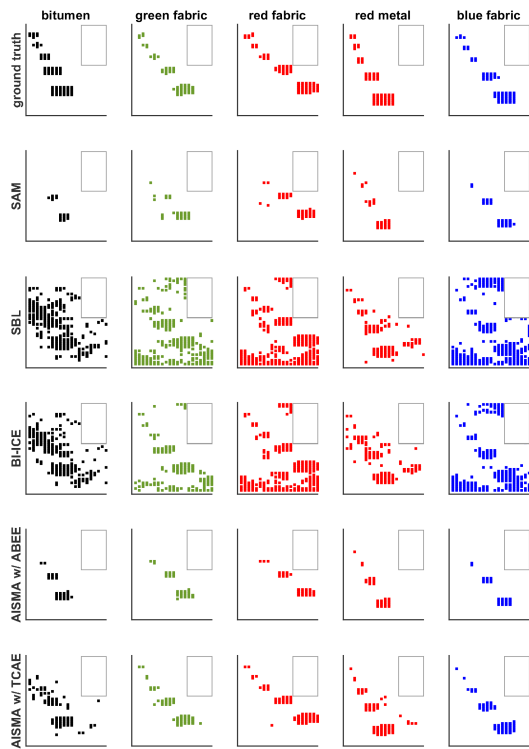 bitumen green fabric red fabric red metal blue fabric
ground truth
SAM
SBL
BI-ICE
AISMA w/ ABEE
AISMA w/ TCAE